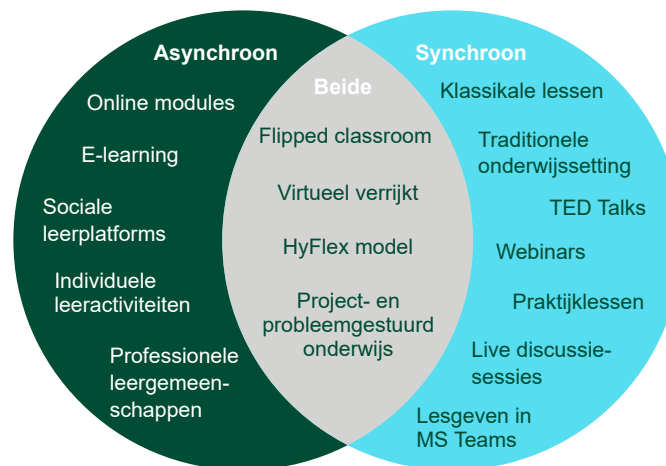 Asynchroon
Online modules
E-learning
Sociale
leerplatforms
Individuele
leeractiviteiten
Professionele
leergemeen-
schappen
Beide
Flipped classroom
Virtueel verrijkt
HyFlex model
Project- en
probleemgestuurd
onderwijs
Synchroon
Klassikale lessen
Traditionele
onderwijssetting
TED Talks
Webinars
Praktijklessen
Live discussie-
sessies
Lesgeven in
MS Teams